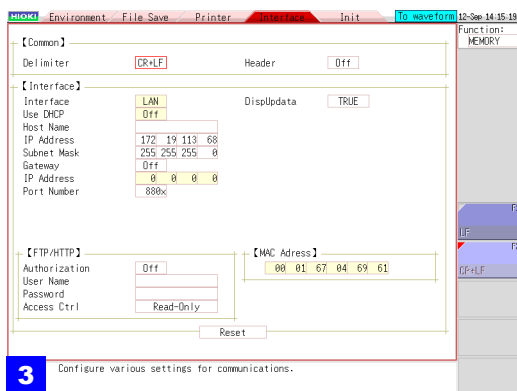 HIOKI Environment File Save Printer Interface Init To waveform 12-Sep 14:15-19
Function:
MEMORY
【Common】
Delimiter CR+LF Header Off
【Interface】
Interface LAN DispUpdata TRUE
Use DHCP Off
Host Name
IP Address 172 19 113 68
Subnet Mask 255 255 255 0
Gateway Off
IP Address 0 0 0 0
Port Number 880x
LF
【FTP/HTTP】 【MAC Adress】
Authorization Off 00 01 67 04 69 61
CR+LF
User Name
Password
Access Ctrl Read-Only
Reset
3 Configure various settings for communications.